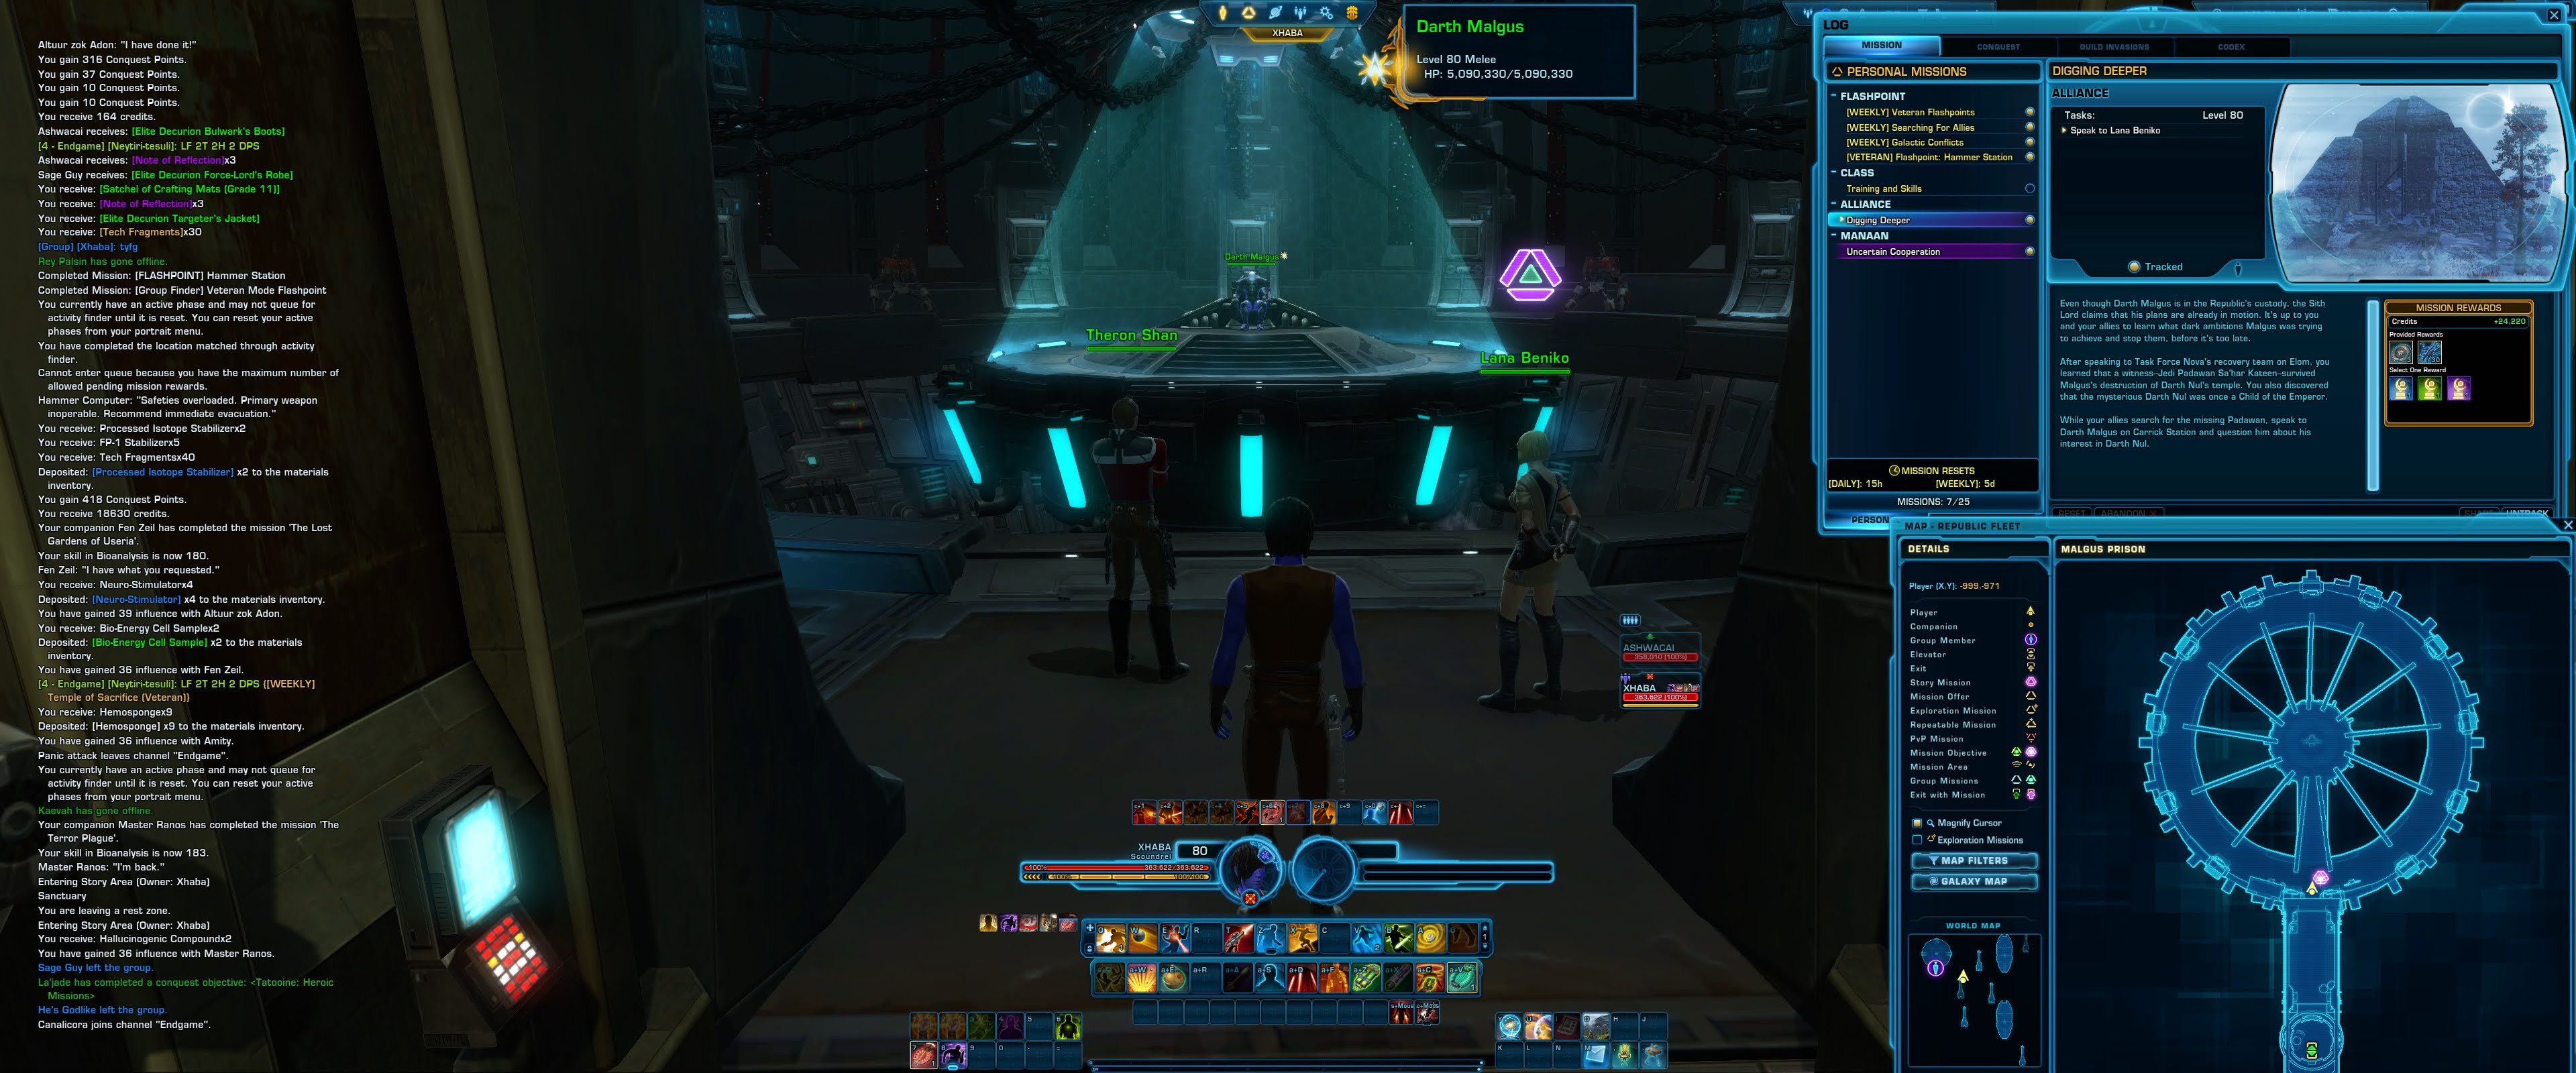 Altuur zok Adon: "I have done it!"
You gain 316 Conquest Points.
You gain 37 Conquest Points.
You gain 10 Conquest Points.
You gain 10 Conquest Points.
You receive 164 credits.
Ashwacai receives: [Elite Decurion Bulwark's Boots]
[4 - Endgame] [Neytiri-tesuli]: LF 2T 2H 2 DPS
Ashwacai receives: [Note of Reflection]x3
Sage Guy receives: [Elite Decurion Force-Lord's Robe]
You receive: [Satchel of Crafting Mats (Grade 11)]
You receive: [Note of Reflection]x3
You receive: [Elite Decurion Targeter's Jacket]
You receive: [Tech Fragments]x30
[Group] [Xhaba]: tyfg
Rey Palsin has gone offline.
Completed Mission: [FLASHPOINT] Hammer Station
Completed Mission: [Group Finder] Veteran Mode Flashpoint
You currently have an active phase and may not queue for
activity finder until it is reset. You can reset your active
phases from your portrait menu.
You have completed the location matched through activity
finder.
Cannot enter queue because you have the maximum number of
allowed pending mission rewards.
Hammer Computer: "Safeties overloaded. Primary weapon
inoperable. Recommend immediate evacuation."
You receive: Processed Isotope Stabilizerx2
You receive: FP-1 Stabilizerx5
You receive: Tech Fragmentsx40
Deposited: [Processed Isotope Stabilizer] x2 to the materials
inventory.
You gain 418 Conquest Points.
You receive 18630 credits.
Your companion Fen Zeil has completed the mission 'The Lost
Gardens of Useria'.
Your skill in Bioanalysis is now 180.
Fen Zeil: "I have what you requested."
You receive: Neuro-Stimulatorx4
Deposited: [Neuro-Stimulator] x4 to the materials inventory.
You have gained 39 influence with Altuur zok Adon.
You receive: Bio-Energy Cell Samplex2
Deposited: [Bio-Energy Cell Sample] x2 to the materials
inventory.
You have gained 36 influence with Fen Zeil.
[4 - Endgame] [Neytiri-tesuli]: LF 2T 2H 2 DPS ([WEEKLY]
Temple of Sacrifice (Veteran))
You receive: Hemospongex9
Deposited: [Hemosponge] x9 to the materials inventory.
You have gained 36 influence with Amity.
Panic attack leaves channel "Endgame".
You currently have an active phase and may not queue for
activity finder until it is reset. You can reset your active
phases from your portrait menu.
Kaevah has gone offline.
Your companion Master Ranos has completed the mission 'The
Terror Plague'.
Your skill in Bioanalysis is now 183.
Master Ranos: "I'm back."
Entering Story Area (Owner: Xhaba)
Sanctuary
You are leaving a rest zone.
Entering Story Area (Owner: Xhaba)
You receive: Hallucinogenic Compoundx2
You have gained 36 influence with Master Ranos.
Sage Guy left the group.
La'jade has completed a conquest objective: <Tatooine: Heroic
Missions>
He's Godlike left the group.
Canalicora joins channel "Endgame".
XHABA
Darth Malgus
Level 80 Melee
HP: 5,090,330/5,090,330
Darth Malgus
Theron Shan
Lana Beniko
ASHWACAI
358,010 (100%)
XHABA
363,622 (100%)
XHABA
Scoundrel
80
100%
363,622/363,622
LOG
MISSION
CONQUEST
GUILD INVASIONS
CODEX
PERSONAL MISSIONS
FLASHPOINT
[WEEKLY] Veteran Flashpoints
[WEEKLY] Searching For Allies
[WEEKLY] Galactic Conflicts
[VETERAN] Flashpoint: Hammer Station
CLASS
Training and Skills
ALLIANCE
Digging Deeper
MANAAN
Uncertain Cooperation
MISSION RESETS
[DAILY]: 15h [WEEKLY]: 5d
MISSIONS: 7/25
PERSON
DIGGING DEEPER
ALLIANCE
Tasks: Level 80
Speak to Lana Beniko
Tracked
Even though Darth Malgus is in the Republic's custody, the Sith
Lord claims that his plans are already in motion. It's up to you
and your allies to learn what dark ambitions Malgus was trying
to achieve and stop them, before it's too late.
After speaking to Task Force Nova's recovery team on Elom, you
learned that a witness–Jedi Padawan Sa'har Kateen–survived
Malgus's destruction of Darth Nul's temple. You also discovered
that the mysterious Darth Nul was once a Child of the Emperor.
While your allies search for the missing Padawan, speak to
Darth Malgus on Carrick Station and question him about his
interest in Darth Nul.
MISSION REWARDS
Credits +24,220
Provided Rewards
Select One Reward
RESET ABANDON
UNTRACK
MAP - REPUBLIC FLEET
DETAILS
MALGUS PRISON
Player [X,Y]: -999,-971
Player
Companion
Group Member
Elevator
Exit
Story Mission
Mission Offer
Exploration Mission
Repeatable Mission
PvP Mission
Mission Objective
Mission Area
Group Missions
Exit with Mission
Magnify Cursor
Exploration Missions
MAP FILTERS
GALAXY MAP
WORLD MAP